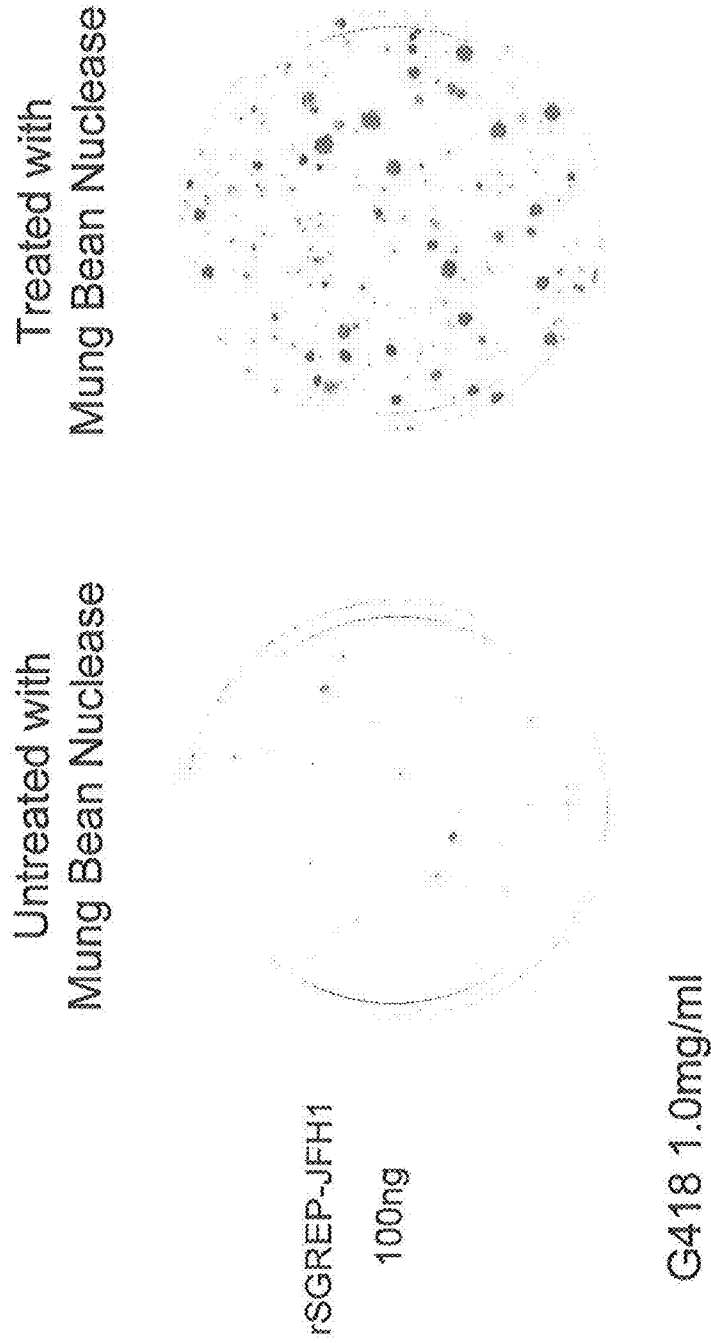 Untreated with
Mung Bean Nuclease
Treated with
Mung Bean Nuclease
rSGREP-JFH1
100ng
G418 1.0mg/ml